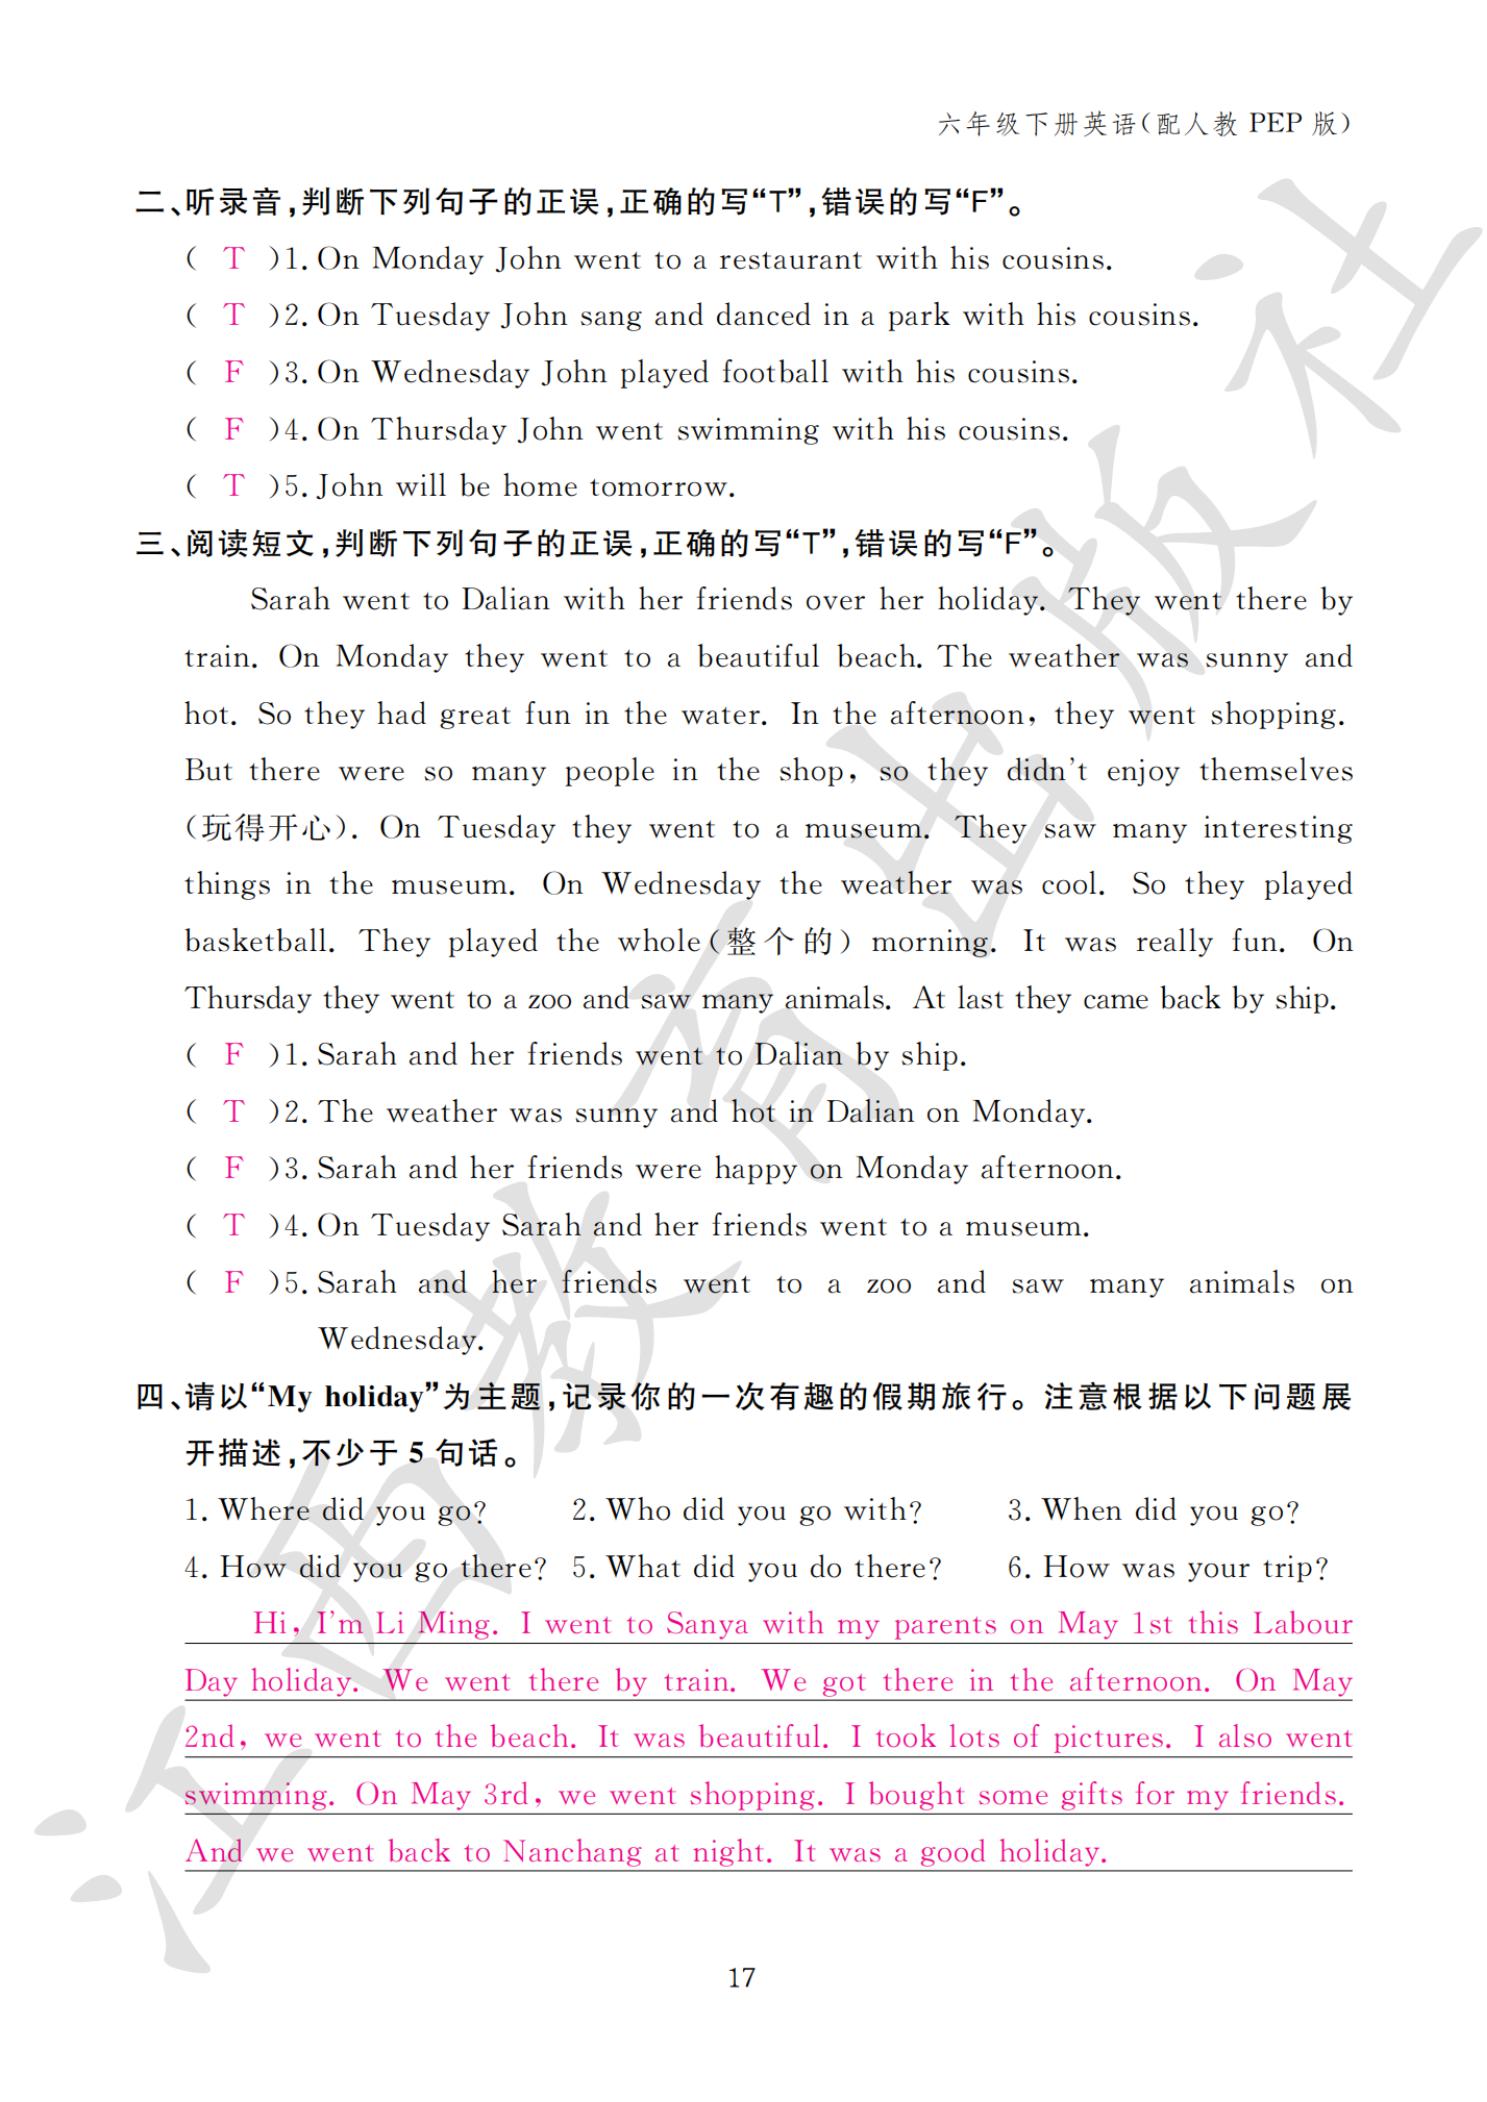 六年级下册英语(配人教 PEP 版)
二、听录音,判断下列句子的正误,正确的写“T”,错误的写“F”。
( T )1. On Monday John went to a restaurant with his cousins.
( T )2. On Tuesday John sang and danced in a park with his cousins.
( F )3. On Wednesday John played football with his cousins.
( F )4. On Thursday John went swimming with his cousins.
( T )5. John will be home tomorrow.
三、阅读短文,判断下列句子的正误,正确的写“T”,错误的写“F”。
Sarah went to Dalian with her friends over her holiday. They went there by
train. On Monday they went to a beautiful beach. The weather was sunny and
hot. So they had great fun in the water. In the afternoon, they went shopping.
But there were so many people in the shop, so they didn't enjoy themselves
(玩得开心). On Tuesday they went to a museum. They saw many interesting
things in the museum. On Wednesday the weather was cool. So they played
basketball. They played the whole(整个的) morning. It was really fun. On
Thursday they went to a zoo and saw many animals. At last they came back by ship.
( F )1. Sarah and her friends went to Dalian by ship.
( T )2. The weather was sunny and hot in Dalian on Monday.
( F )3. Sarah and her friends were happy on Monday afternoon.
( T )4. On Tuesday Sarah and her friends went to a museum.
( F )5. Sarah and her friends went to a zoo and saw many animals on
Wednesday.
四、请以“My holiday”为主题,记录你的一次有趣的假期旅行。注意根据以下问题展
开描述,不少于 5 句话。
1. Where did you go? 2. Who did you go with? 3. When did you go?
4. How did you go there? 5. What did you do there? 6. How was your trip?
Hi, I'm Li Ming. I went to Sanya with my parents on May 1st this Labour
Day holiday. We went there by train. We got there in the afternoon. On May
2nd, we went to the beach. It was beautiful. I took lots of pictures. I also went
swimming. On May 3rd, we went shopping. I bought some gifts for my friends.
And we went back to Nanchang at night. It was a good holiday.
17
江西教育出版社